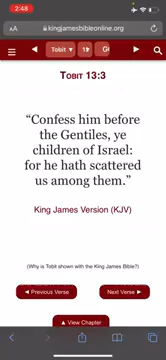 2:48
kingjamesbibleonline.org
Tobit
TOBIT 13:3
“Confess him before
the Gentiles, ye
children of Israel:
for he hath scattered
us among them.”
King James Version (KJV)
(Why is Tobit shown with the King James Bible?)
◄ Previous Verse
Next Verse ►
▲ View Chapter